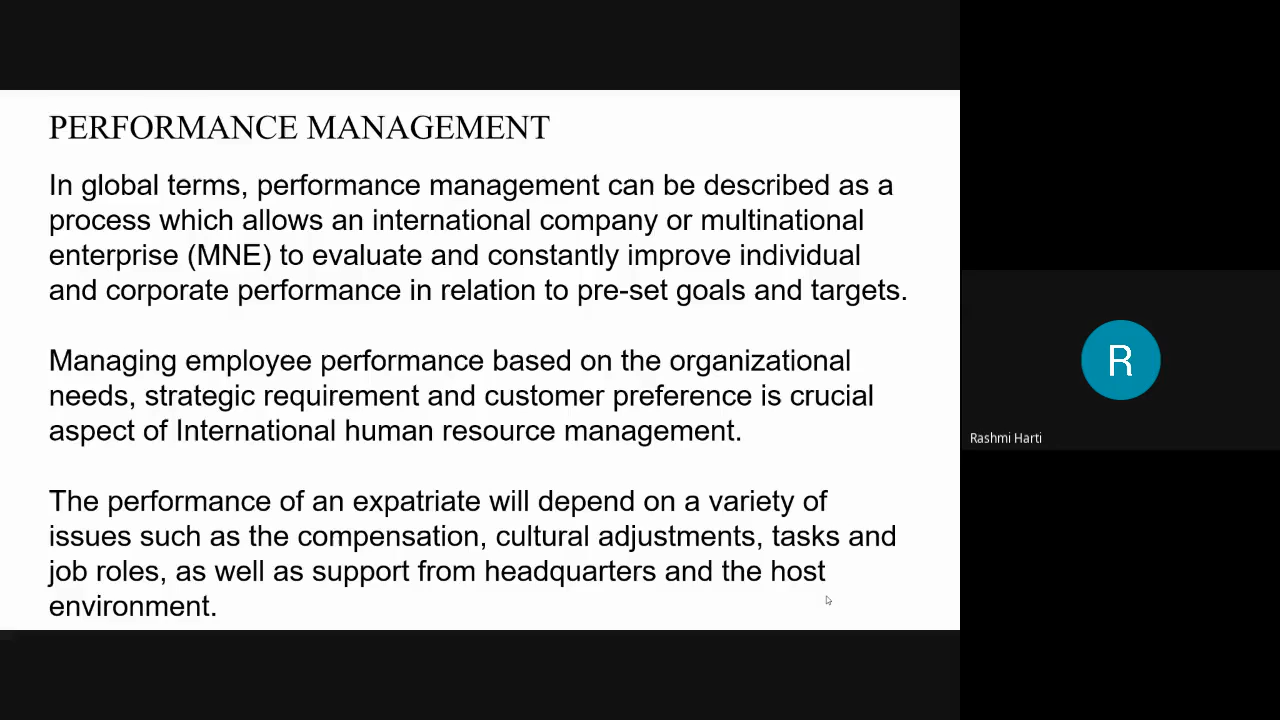 PERFORMANCE MANAGEMENT
In global terms, performance management can be described as a
process which allows an international company or multinational
enterprise (MNE) to evaluate and constantly improve individual
and corporate performance in relation to pre-set goals and targets.
Managing employee performance based on the organizational
needs, strategic requirement and customer preference is crucial
aspect of International human resource management.
The performance of an expatriate will depend on a variety of
issues such as the compensation, cultural adjustments, tasks and
job roles, as well as support from headquarters and the host
environment.
R
Rashmi Harti